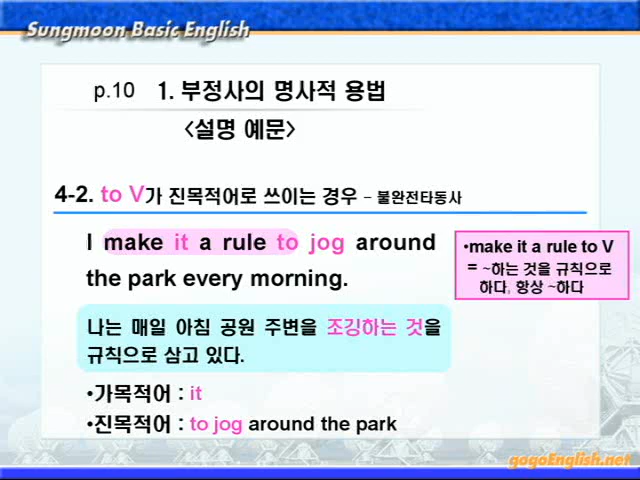 Sungmoon Basic English
p.10 1. 부정사의 명사적 용법
<설명 예문>
4-2. to V가 진목적어로 쓰이는 경우 - 불완전타동사
I make it a rule to jog around
the park every morning.
•make it a rule to V
= ~하는 것을 규칙으로
하다, 항상 ~하다
나는 매일 아침 공원 주변을 조깅하는 것을
규칙으로 삼고 있다.
•가목적어 : it
•진목적어 : to jog around the park
gogoEnglish.net